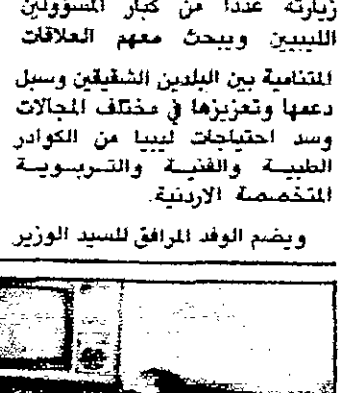 زيارته عددا من كبار المسؤولين
الليبيين ويبحث معهم العلاقات
المتنامية بين البلدين الشقيقين وسبل
دعمها وتعزيزها في مختلف المجالات
وسد احتياجات ليبيا من الكوادر
الطبية والفنية والتربوية
المتخصصة الاردنية.
ويضم الوفد المرافق للسيد الوزير